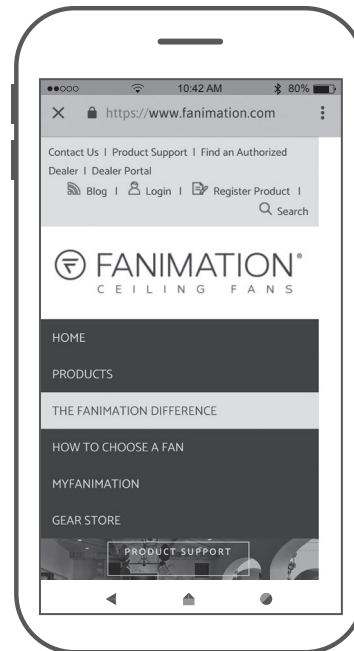 ●●○○○ 10:42 AM 80%
https://www.fanimation.com
Contact Us I Product Support I Find an Authorized
Dealer I Dealer Portal
Blog I Login I Register Product I
Search
FANIMATION®
CEILING FANS
HOME
PRODUCTS
THE FANIMATION DIFFERENCE
HOW TO CHOOSE A FAN
MYFANIMATION
GEAR STORE
PRODUCT SUPPORT